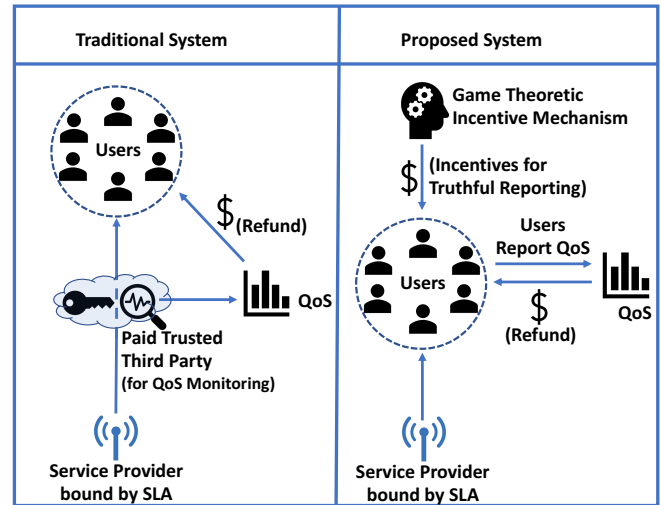 Traditional System
Users
$
(Refund)
QoS
Paid Trusted
Third Party
(for QoS Monitoring)
Service Provider
bound by SLA
Proposed System
Game Theoretic
Incentive Mechanism
$ (Incentives for
Truthful Reporting)
Users
Report QoS
Users
$
(Refund)
QoS
Service Provider
bound by SLA